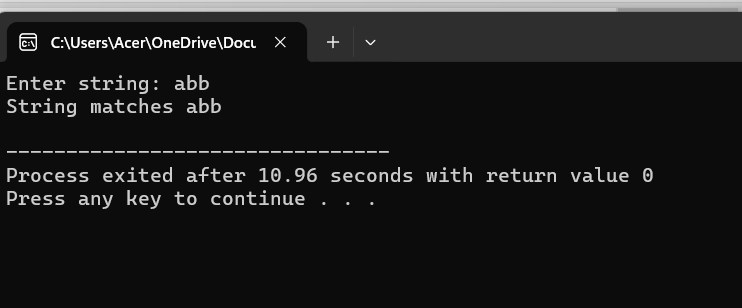 C:\Users\Acer\OneDrive\Docu
Enter string: abb
String matches abb
--------------------------------
Process exited after 10.96 seconds with return value 0
Press any key to continue . . .